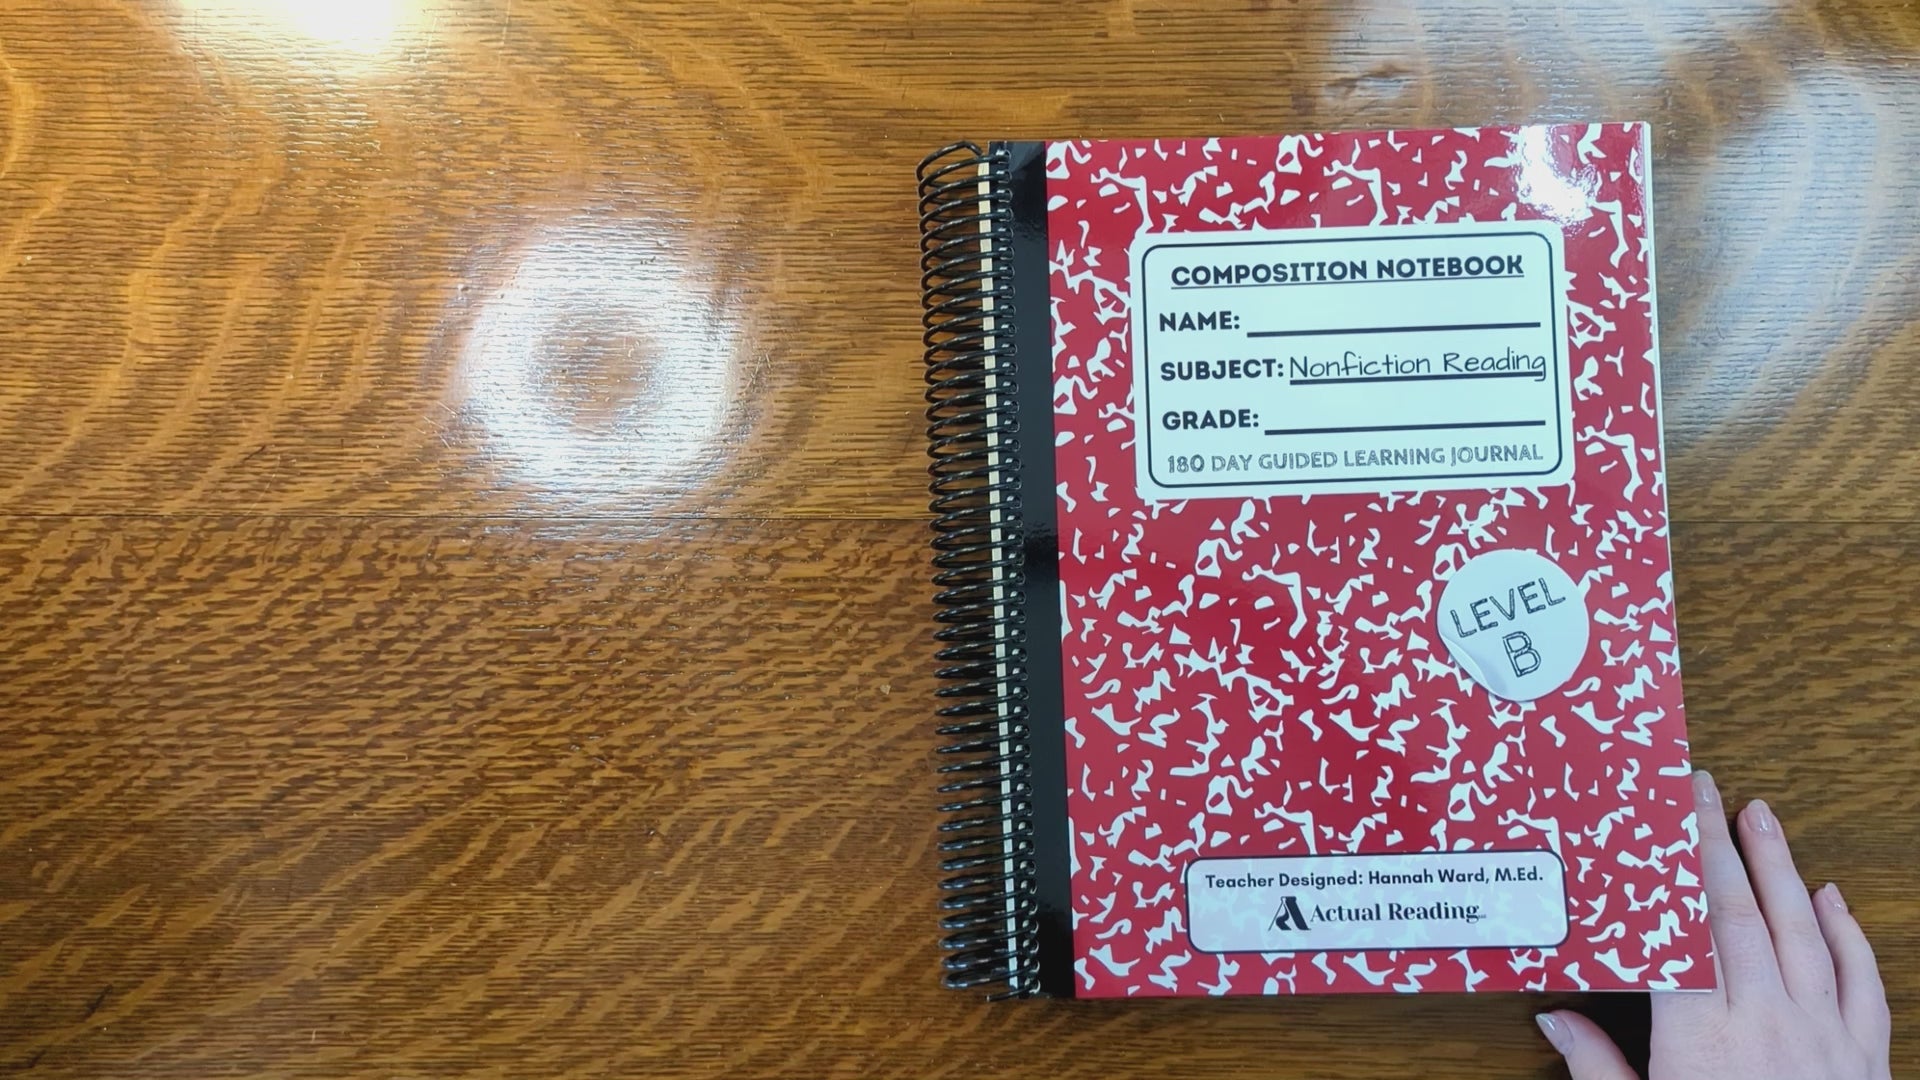 COMPOSITION NOTEBOOK
NAME:
SUBJECT: Nonfiction Reading
GRADE:
180 DAY GUIDED LEARNING JOURNAL
LEVEL
B
Teacher Designed: Hannah Ward, M.Ed.
Actual Reading